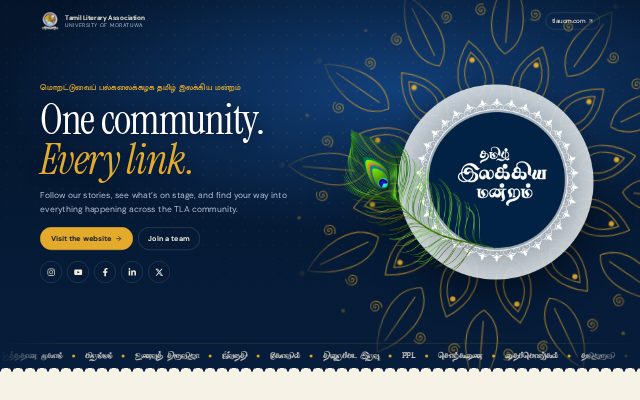 Tamil Literary Association
UNIVERSITY OF MORATUWA
tlauom.com ↗
மொறட்டுவைப் பல்கலைக்கழக தமிழ் இலக்கிய மன்றம்
One community.
Every link.
Follow our stories, see what's on stage, and find your way into
everything happening across the TLA community.
Visit the website →
Join a team
தமிழ்
இலக்கிய
மன்றம்
PPL